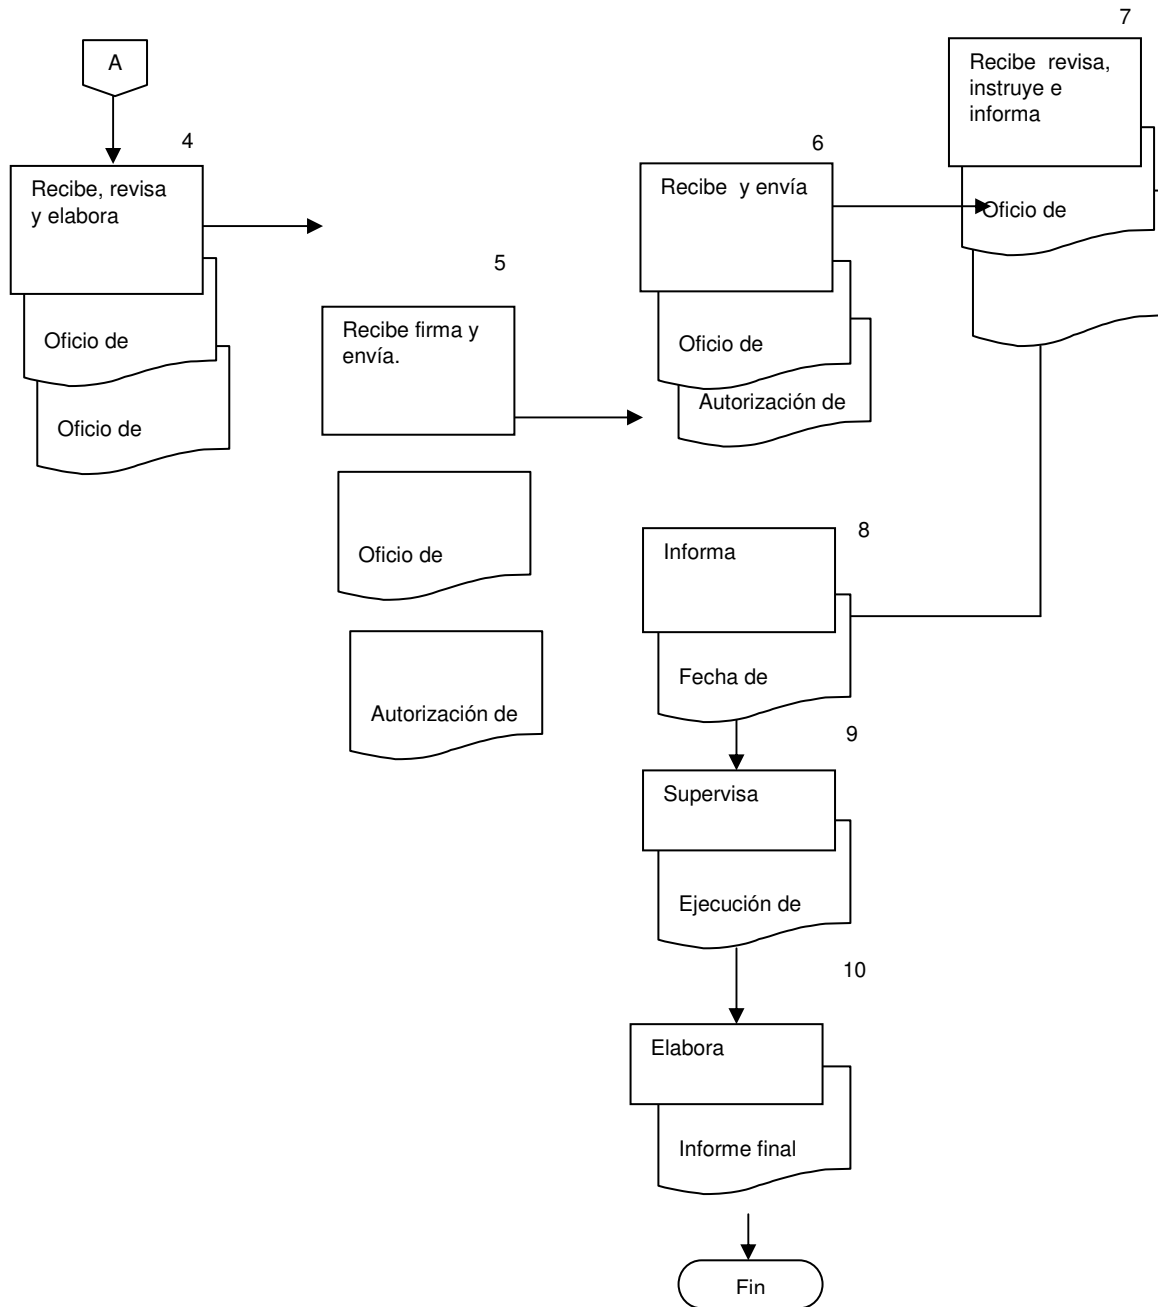 A
4
Recibe, revisa
y elabora
Oficio de
Oficio de
5
Recibe firma y
envía.
Oficio de
Autorización de
6
Recibe  y envía
Oficio de
Autorización de
7
Recibe  revisa,
instruye e
informa
Oficio de
8
Informa
Fecha de
9
Supervisa
Ejecución de
10
Elabora
Informe final
Fin